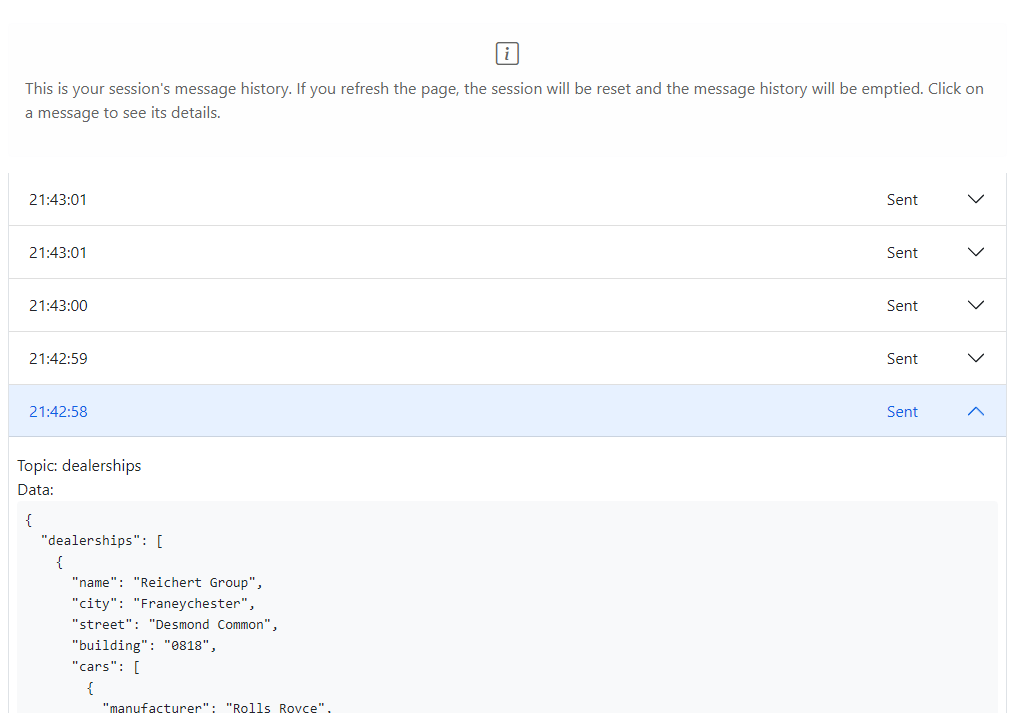 i
This is your session's message history. If you refresh the page, the session will be reset and the message history will be emptied. Click on
a message to see its details.
21:43:01 Sent
21:43:01 Sent
21:43:00 Sent
21:42:59 Sent
21:42:58 Sent
Topic: dealerships
Data:
{
  "dealerships": [
    {
      "name": "Reichert Group",
      "city": "Franeychester",
      "street": "Desmond Common",
      "building": "0818",
      "cars": [
        {
          "manufacturer": "Rolls Royce",